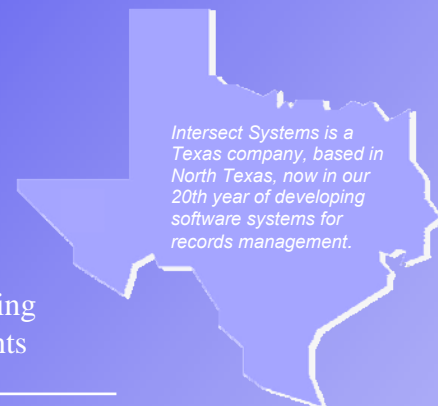 Intersect Systems is a
Texas company, based in
North Texas, now in our
20th year of developing
software systems for
records management.